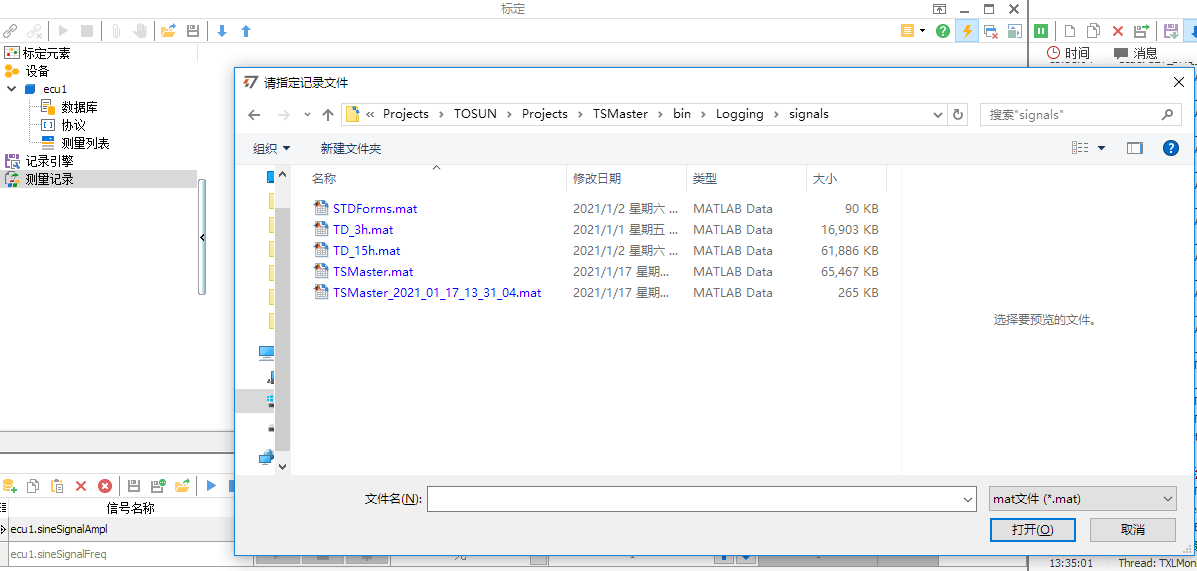 标定
时间
消息
标定元素
设备
ecu1
数据库
协议
测量列表
记录引擎
测量记录
请指定记录文件
« Projects › TOSUN › Projects › TSMaster › bin › Logging › signals
搜索"signals"
组织
新建文件夹
名称 修改日期 类型 大小
STDForms.mat 2021/1/2 星期六 ... MATLAB Data 90 KB
TD_3h.mat 2021/1/1 星期五 ... MATLAB Data 16,903 KB
TD_15h.mat 2021/1/2 星期六 ... MATLAB Data 61,886 KB
TSMaster.mat 2021/1/17 星期... MATLAB Data 65,467 KB
TSMaster_2021_01_17_13_31_04.mat 2021/1/17 星期... MATLAB Data 265 KB
选择要预览的文件。
文件名(N):
mat文件 (*.mat)
打开(O)
取消
信号名称
ecu1.sineSignalAmpl
ecu1.sineSignalFreq
13:35:01 Thread: TXLMon